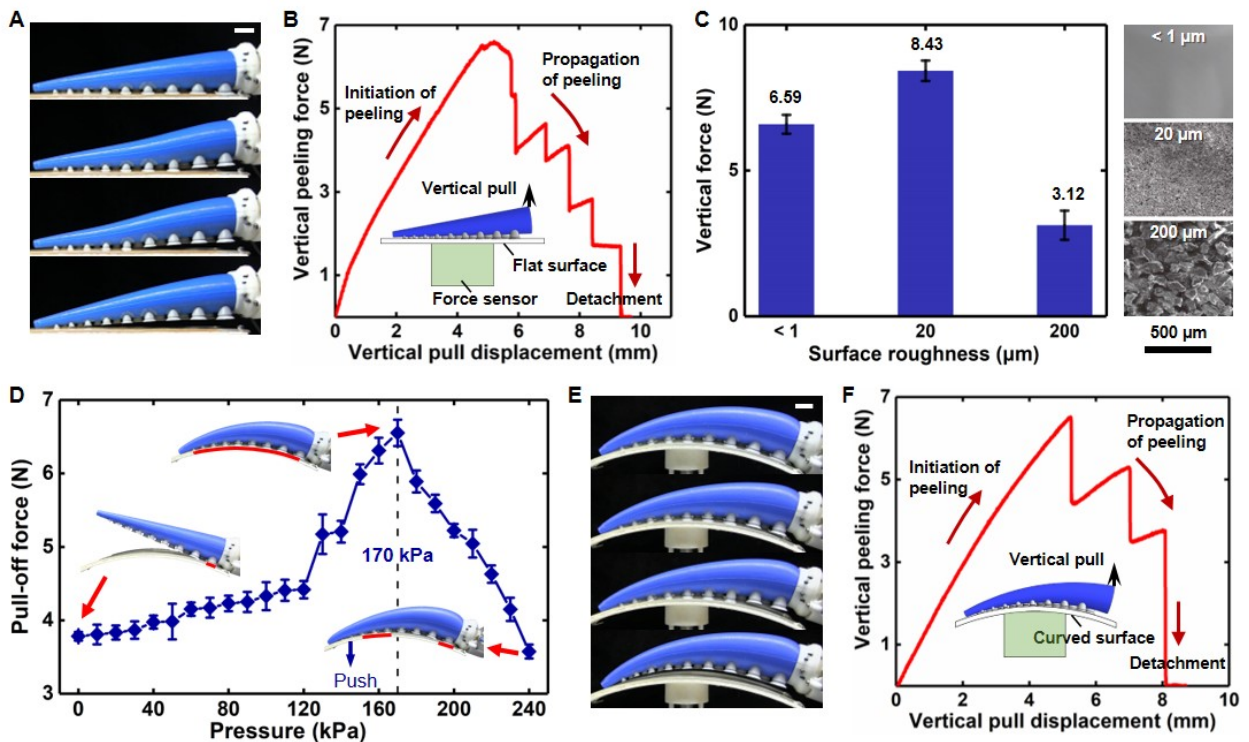 A
B
Vertical peeling force (N)
7
5
3
1
0
2
4
6
8
10
Vertical pull displacement (mm)
Initiation of
peeling
Propagation
of peeling
Vertical pull
Flat surface
Force sensor
Detachment
C
Vertical force (N)
10
5
0
6.59
8.43
3.12
< 1
20
200
Surface roughness (µm)
< 1 µm
20 µm
200 µm
500 µm
D
Pull-off force (N)
7
6
5
4
3
170 kPa
Push
0
40
80
120
160
200
240
Pressure (kPa)
E
F
Vertical peeling force (N)
7
5
3
1
0
2
4
6
8
10
Vertical pull displacement (mm)
Initiation of
peeling
Propagation
of peeling
Vertical pull
Curved surface
Detachment